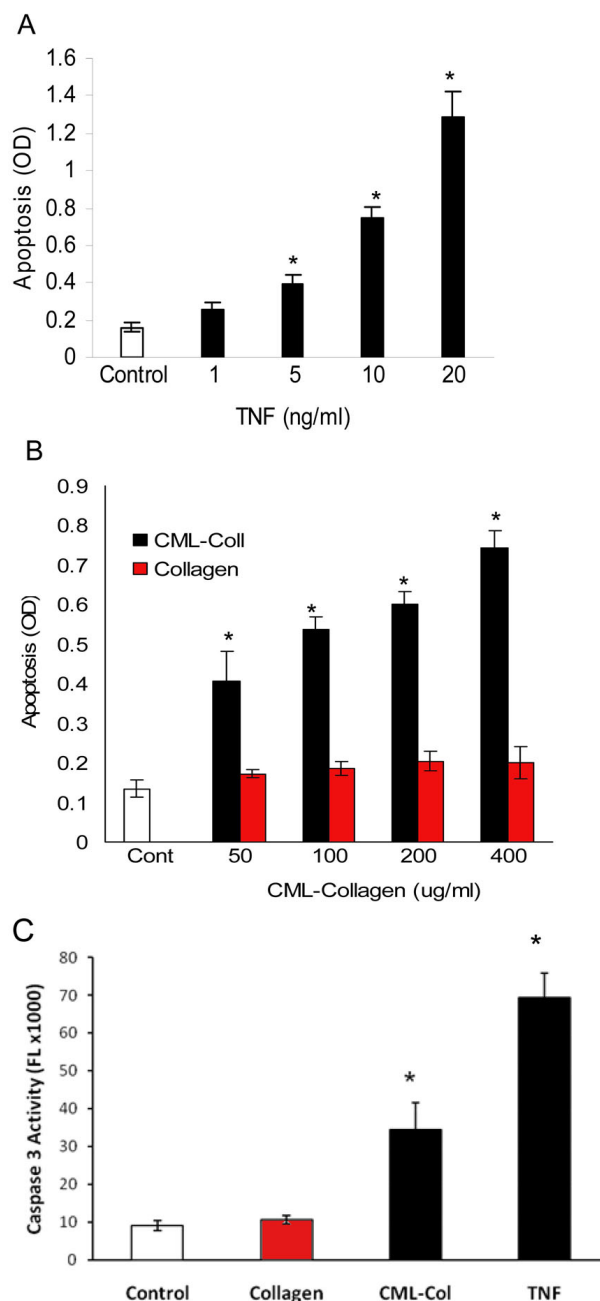 A
1.6
1.4
1.2
1
0.8
0.6
0.4
0.2
0
Apoptosis (OD)
*
*
*
Control 1 5 10 20
TNF (ng/ml)
B
0.9
0.8
0.7
0.6
0.5
0.4
0.3
0.2
0.1
0
Apoptosis (OD)
CML-Coll
Collagen
*
*
*
*
Cont 50 100 200 400
CML-Collagen (ug/ml)
C
80
70
60
50
40
30
20
10
0
Caspase 3 Activity (FL x1000)
*
*
Control Collagen CML-Col TNF